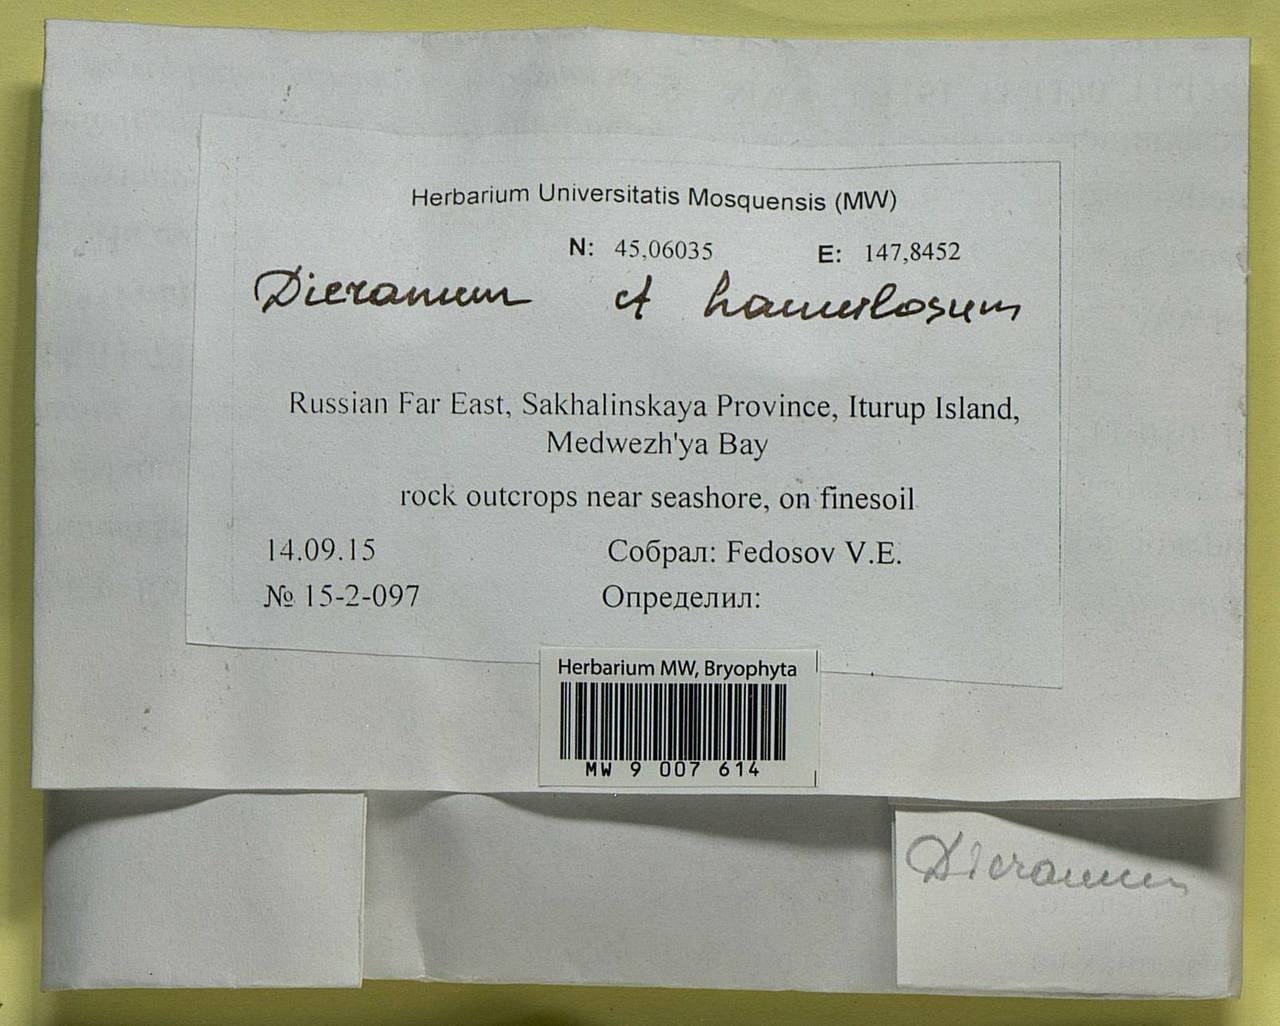 Herbarium Universitatis Mosquensis (MW)
N: 45,06035 E: 147,8452
Dicranum cf hamulosum
Russian Far East, Sakhalinskaya Province, Iturup Island,
Medwezh'ya Bay
rock outcrops near seashore, on finesoil
14.09.15 Собрал: Fedosov V.E.
№ 15-2-097 Определил:
Herbarium MW, Bryophyta
MW 9 007 614
Dicranum